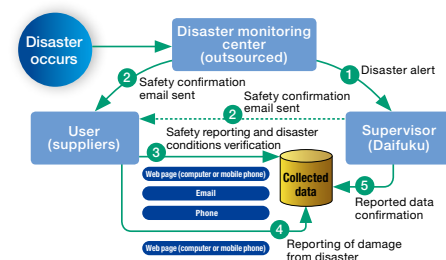 Disaster
occurs
Disaster monitoring
center
(outsourced)
2
Safety confirmation
email sent
1
Disaster alert
Safety confirmation
2
email sent
User
(suppliers)
Supervisor
(Daifuku)
Safety reporting and disaster
3
conditions verification
Web page (computer or mobile phone)
Email
Phone
Collected
data
5
Reported data
confirmation
4
Web page (computer or mobile phone)
Reporting of damage
from disaster